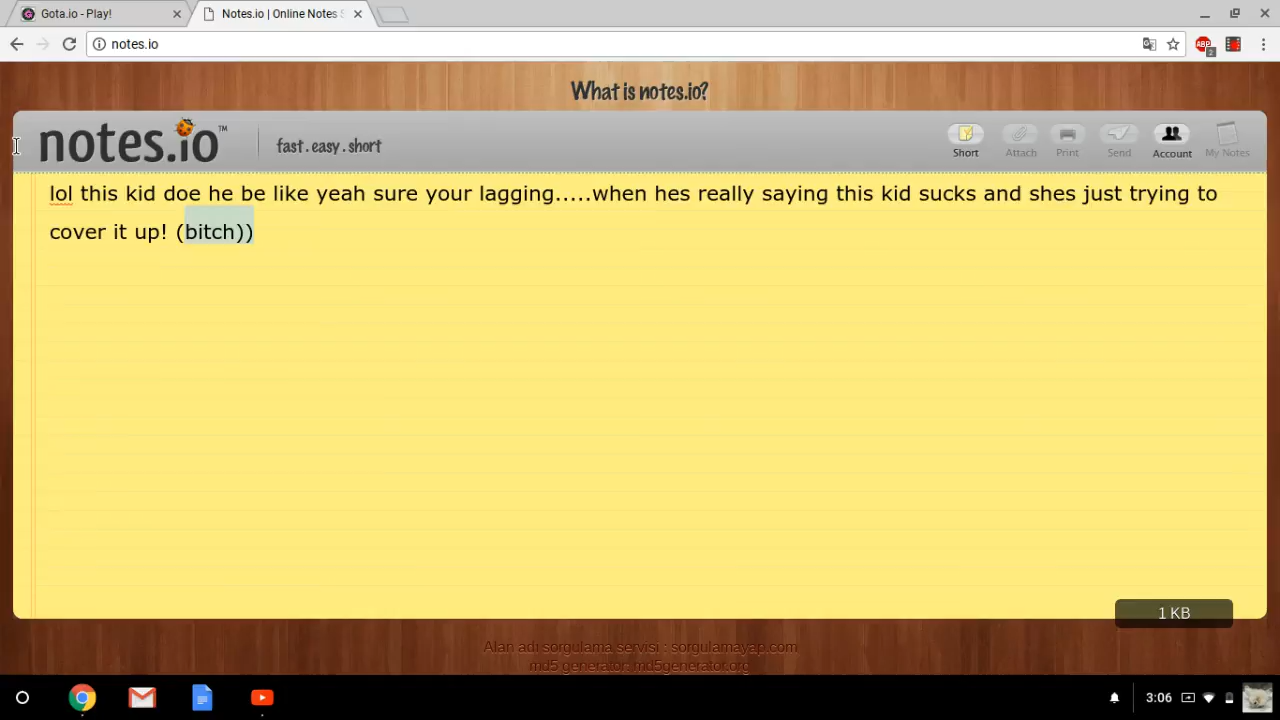 Gota.io - Play!
Notes.io | Online Notes S
notes.io
ABP
2
What is notes.io?
notes.io™
fast . easy . short
Short
Attach
Print
Send
Account
My Notes
lol this kid doe he be like yeah sure your lagging.....when hes really saying this kid sucks and shes just trying to
cover it up! (bitch))
1 KB
Alan adı sorgulama servisi : sorgulamayap.com
md5 generator: md5generator.org
3:06